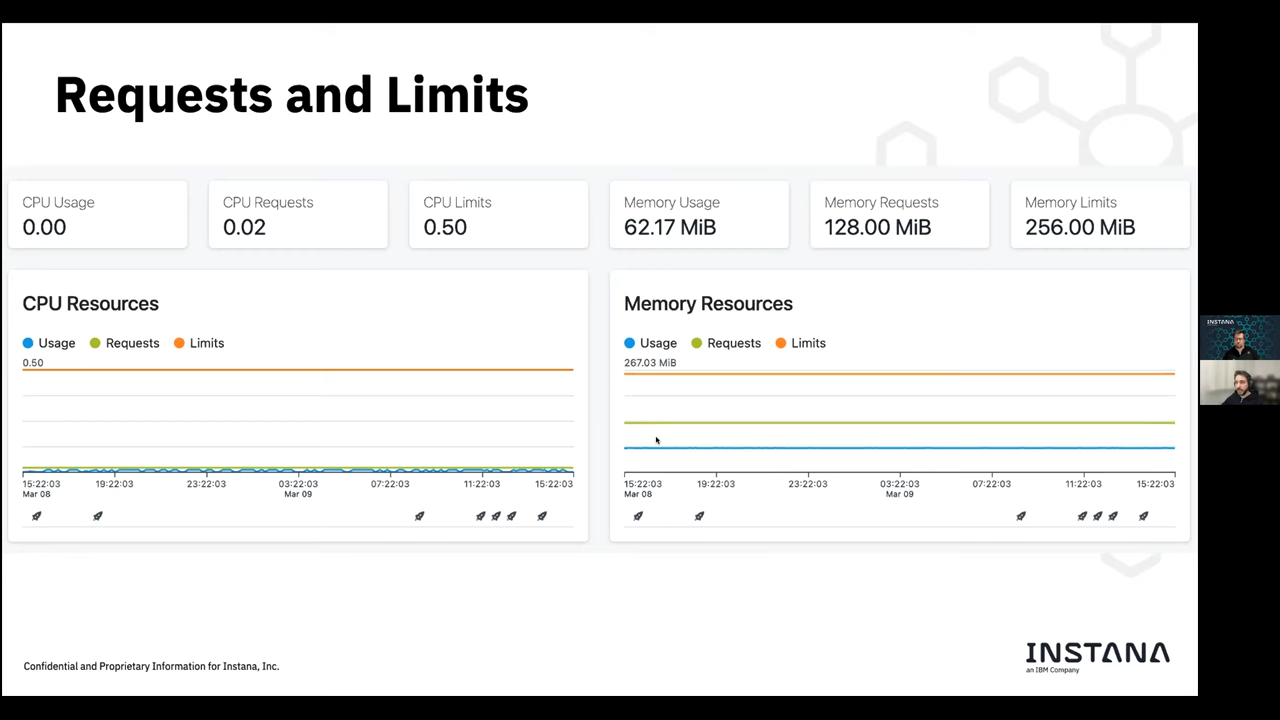 Requests and Limits
CPU Usage
0.00
CPU Requests
0.02
CPU Limits
0.50
Memory Usage
62.17 MiB
Memory Requests
128.00 MiB
Memory Limits
256.00 MiB
CPU Resources
Usage Requests Limits
0.50
15:22:03 19:22:03 23:22:03 03:22:03 07:22:03 11:22:03 15:22:03
Mar 08 Mar 09
Memory Resources
Usage Requests Limits
267.03 MiB
15:22:03 19:22:03 23:22:03 03:22:03 07:22:03 11:22:03 15:22:03
Mar 08 Mar 09
INSTANA
Confidential and Proprietary Information for Instana, Inc.
INSTANA
an IBM Company